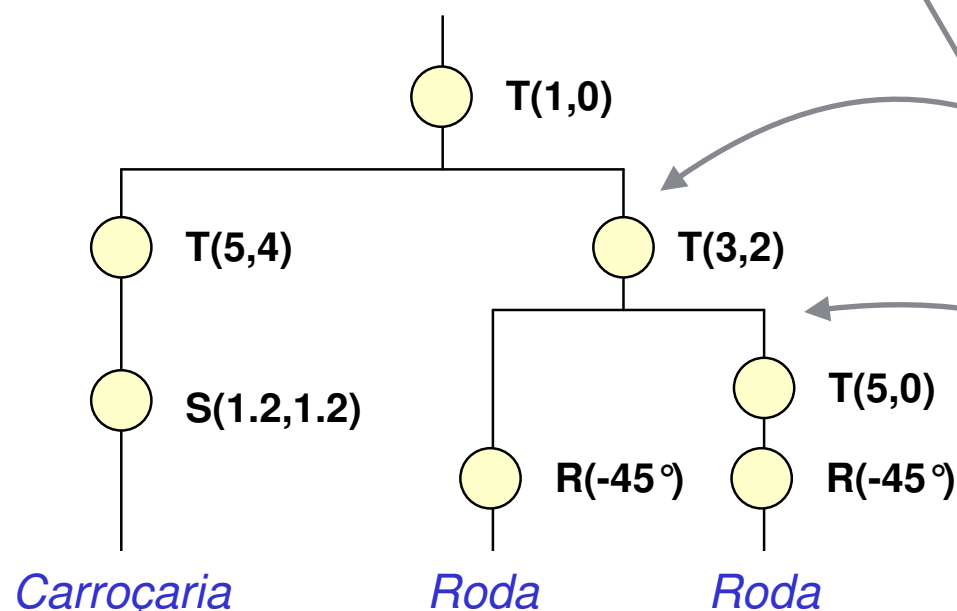 T(1,0)
T(5,4)
T(3,2)
S(1.2,1.2)
T(5,0)
R(-45°)
R(-45°)
Carroçaria
Roda
Roda